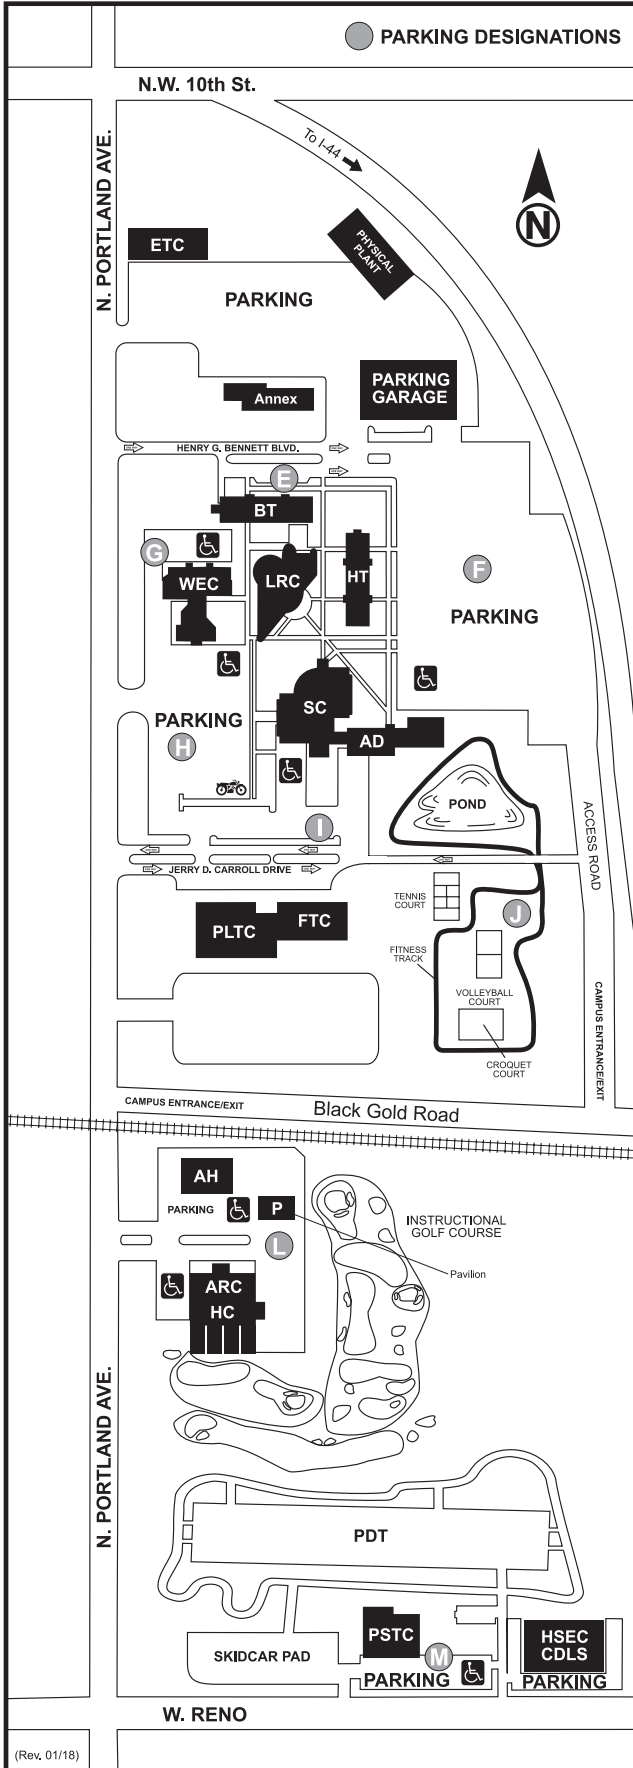 PARKING DESIGNATIONS
N.W. 10th St.
To I-44
N. PORTLAND AVE.
N
ETC
PHYSICAL
PLANT
PARKING
PARKING
GARAGE
Annex
HENRY G. BENNETT BLVD.
E
BT
G
WEC
LRC
HT
F
PARKING
SC
PARKING
H
AD
POND
I
ACCESS ROAD
JERRY D. CARROLL DRIVE
TENNIS
COURT
J
PLTC
FTC
FITNESS
TRACK
VOLLEYBALL
COURT
CROQUET
COURT
CAMPUS ENTRANCE/EXIT
CAMPUS ENTRANCE/EXIT
Black Gold Road
AH
PARKING
P
L
INSTRUCTIONAL
GOLF COURSE
Pavilion
ARC
HC
N. PORTLAND AVE.
PDT
PSTC
HSEC
CDLS
SKIDCAR PAD
M
PARKING
PARKING
W. RENO
(Rev. 01/18)